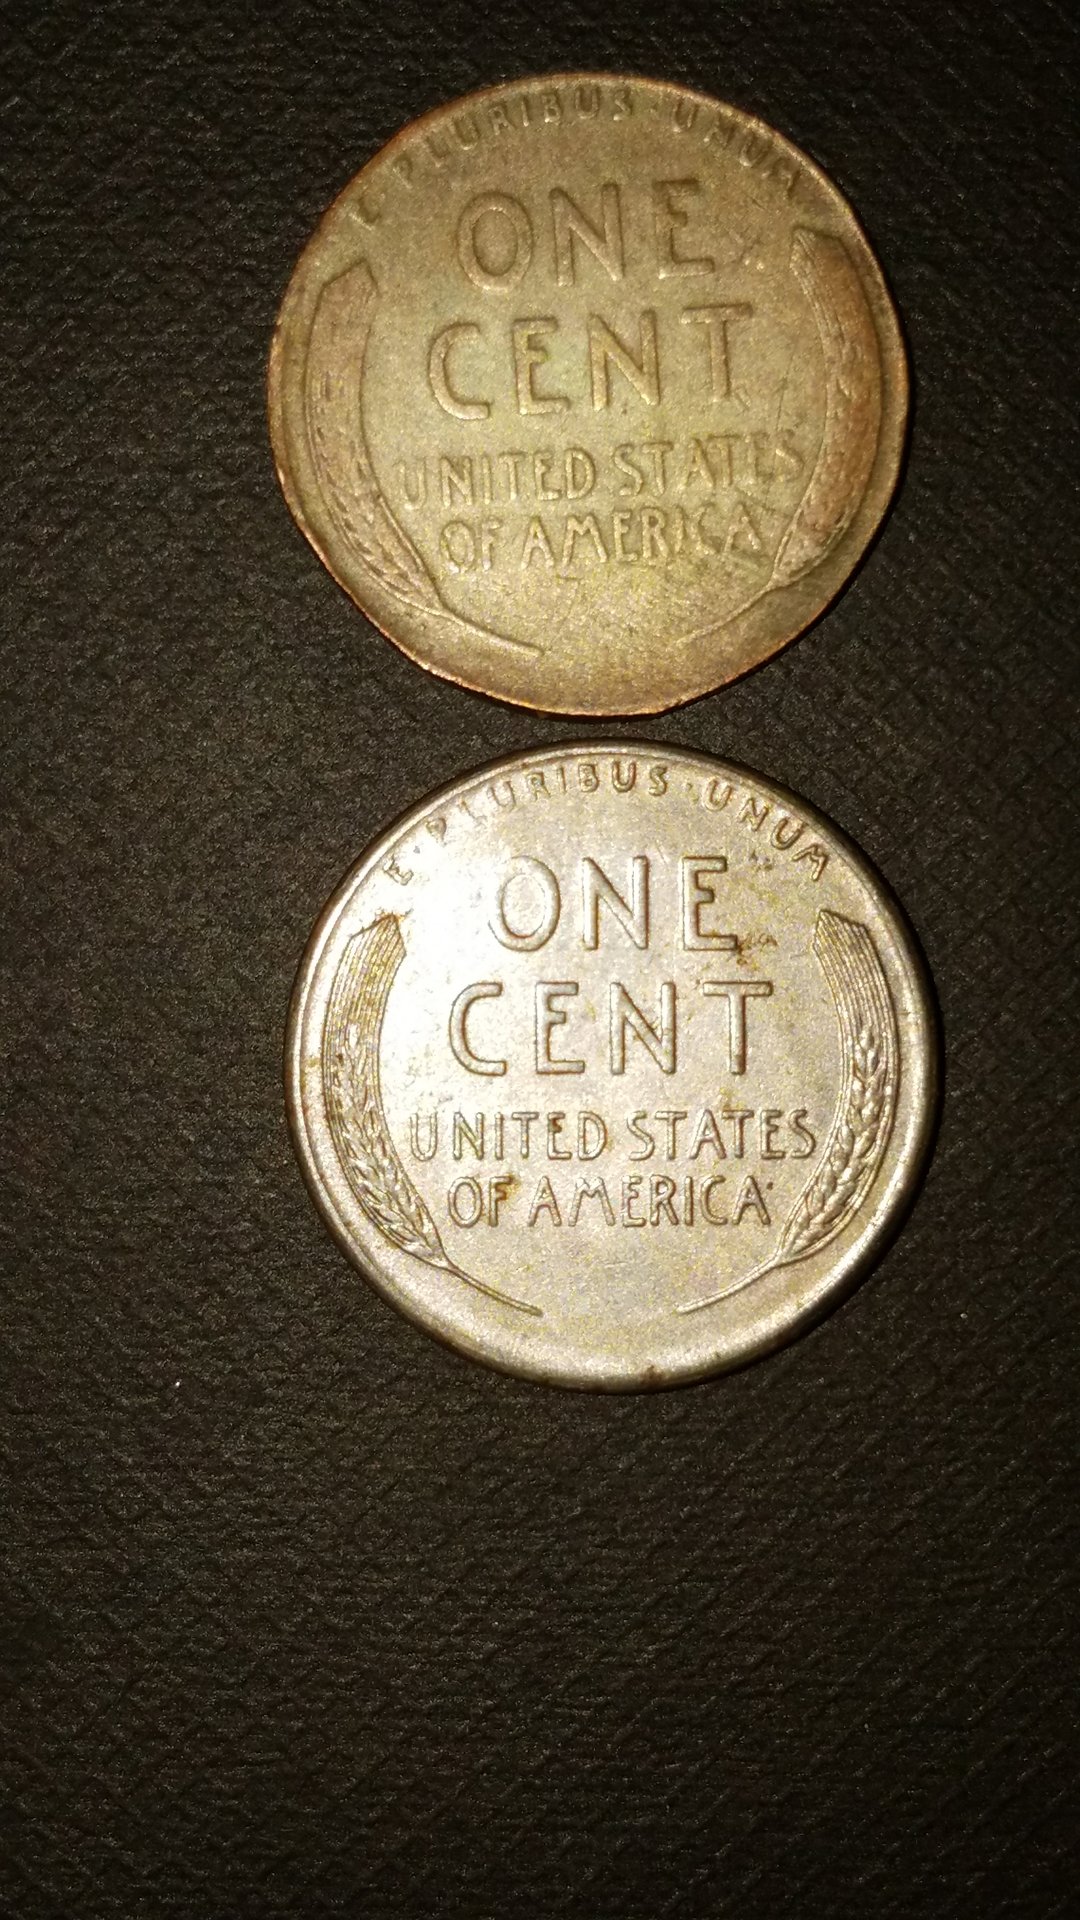 E PLURIBUS · UNUM
ONE
CENT
UNITED STATES
OF AMERICA
E PLURIBUS · UNUM
ONE
CENT
UNITED STATES
OF AMERICA